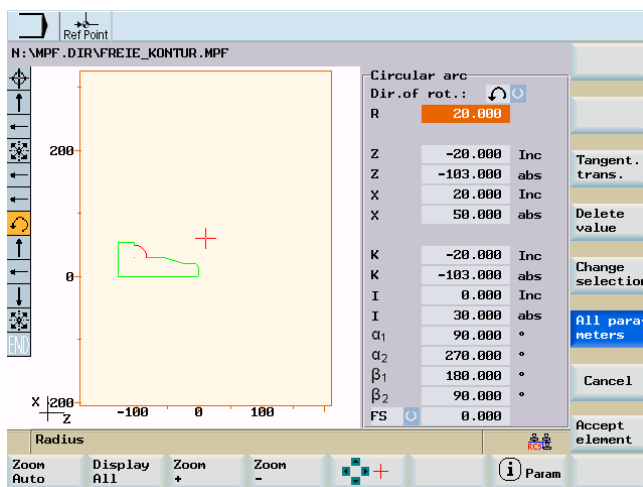 Ref Point
N:\MPF.DIR\FREIE_KONTUR.MPF
Circular arc
Dir.of rot.:
R 20.000
Z -20.000 Inc
Z -103.000 abs
X 20.000 Inc
X 50.000 abs
K -20.000 Inc
K -103.000 abs
I 0.000 Inc
I 30.000 abs
α1 90.000 °
α2 270.000 °
β1 180.000 °
β2 90.000 °
FS 0.000
200
0
X 200
Z
-100 0 100
END
Tangent.
trans.
Delete
value
Change
selection
All para-
meters
Cancel
Accept
element
Radius
RCS
Zoom
Auto
Display
All
Zoom
+
Zoom
-
i Param